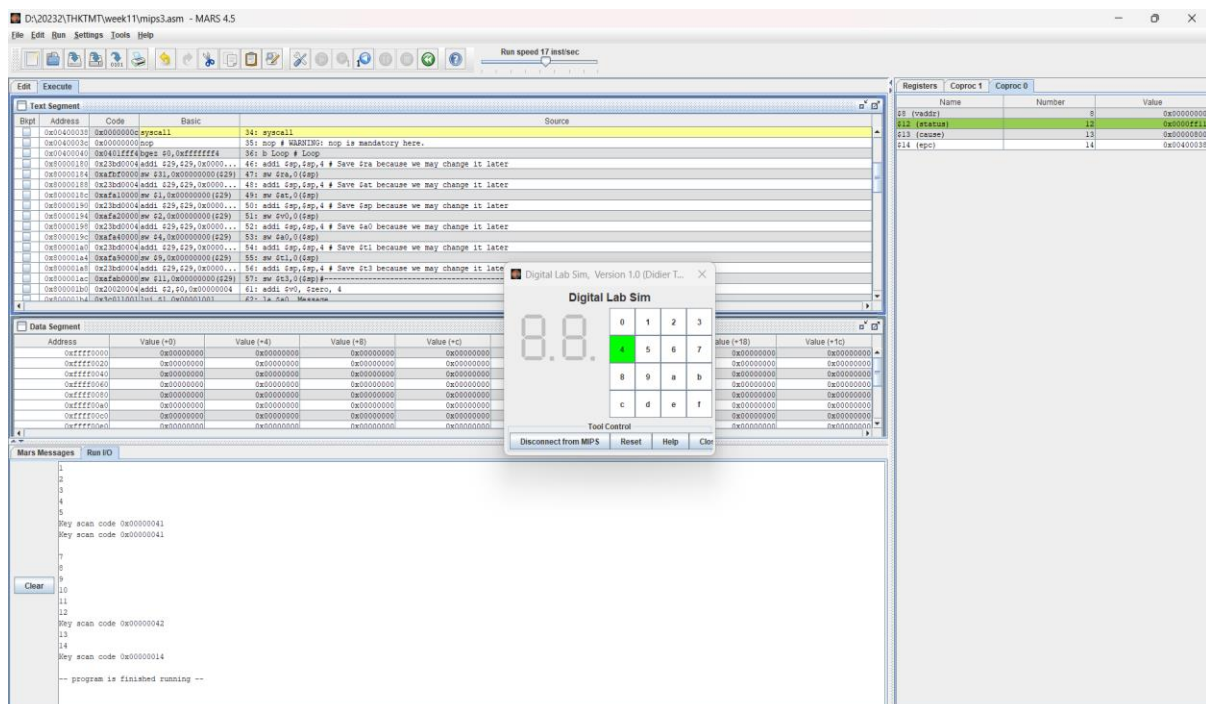 D:\20232\THKTMT\week11\mips3.asm - MARS 4.5
File Edit Run Settings Tools Help
Run speed 17 inst/sec
Edit Execute
Text Segment
Bkpt Address Code Basic Source
0x00400038 0x0000000c syscall 34: syscall
0x0040003c 0x00000000 nop 35: nop # WARNING: nop is mandatory here.
0x00400040 0x0401fff4 bgez $0,0xfffffff4 36: b Loop # Loop
0x80000180 0x23bd0004 addi $29,$29,0x0000... 46: addi $sp,$sp,4 # Save $ra because we may change it later
0x80000184 0xafbf0000 sw $31,0x00000000($29) 47: sw $ra,0($sp)
0x80000188 0x23bd0004 addi $29,$29,0x0000... 48: addi $sp,$sp,4 # Save $at because we may change it later
0x8000018c 0xafa10000 sw $1,0x00000000($29) 49: sw $at,0($sp)
0x80000190 0x23bd0004 addi $29,$29,0x0000... 50: addi $sp,$sp,4 # Save $sp because we may change it later
0x80000194 0xafa20000 sw $2,0x00000000($29) 51: sw $v0,0($sp)
0x80000198 0x23bd0004 addi $29,$29,0x0000... 52: addi $sp,$sp,4 # Save $a0 because we may change it later
0x8000019c 0xafa40000 sw $4,0x00000000($29) 53: sw $a0,0($sp)
0x800001a0 0x23bd0004 addi $29,$29,0x0000... 54: addi $sp,$sp,4 # Save $t1 because we may change it later
0x800001a4 0xafa90000 sw $9,0x00000000($29) 55: sw $t1,0($sp)
0x800001a8 0x23bd0004 addi $29,$29,0x0000... 56: addi $sp,$sp,4 # Save $t3 because we may change it late
0x800001ac 0xafab0000 sw $11,0x00000000($29) 57: sw $t3,0($sp)#
0x800001b0 0x20020004 addi $2,$0,0x00000004 61: addi $v0, $zero, 4
0x800001b4 0x3c011001 lui $1,0x00001001 62: la $a0, Message
Data Segment
Address Value (+0) Value (+4) Value (+8) Value (+c) alue (+18) Value (+1c)
0xffff0000 0x00000000 0x00000000 0x00000000 0x00000000 0x00000000 0x00000000
0xffff0020 0x00000000 0x00000000 0x00000000 0x00000000 0x00000000 0x00000000
0xffff0040 0x00000000 0x00000000 0x00000000 0x00000000 0x00000000 0x00000000
0xffff0060 0x00000000 0x00000000 0x00000000 0x00000000 0x00000000 0x00000000
0xffff0080 0x00000000 0x00000000 0x00000000 0x00000000 0x00000000 0x00000000
0xffff00a0 0x00000000 0x00000000 0x00000000 0x00000000 0x00000000 0x00000000
0xffff00c0 0x00000000 0x00000000 0x00000000 0x00000000 0x00000000 0x00000000
0xffff00e0 0x00000000 0x00000000 0x00000000 0x00000000 0x00000000 0x00000000
Digital Lab Sim, Version 1.0 (Didier T...
Digital Lab Sim
0 1 2 3
4 5 6 7
8 9 a b
c d e f
Tool Control
Disconnect from MIPS Reset Help Clo
Mars Messages Run I/O
Clear
1
2
3
4
5
Key scan code 0x00000041
Key scan code 0x00000041
7
8
9
10
11
12
Key scan code 0x00000042
13
14
Key scan code 0x00000014
-- program is finished running --
Registers Coproc 1 Coproc 0
Name Number Value
$8 (vaddr) 8 0x00000000
$12 (status) 12 0x0000ff11
$13 (cause) 13 0x00000800
$14 (epc) 14 0x00400038